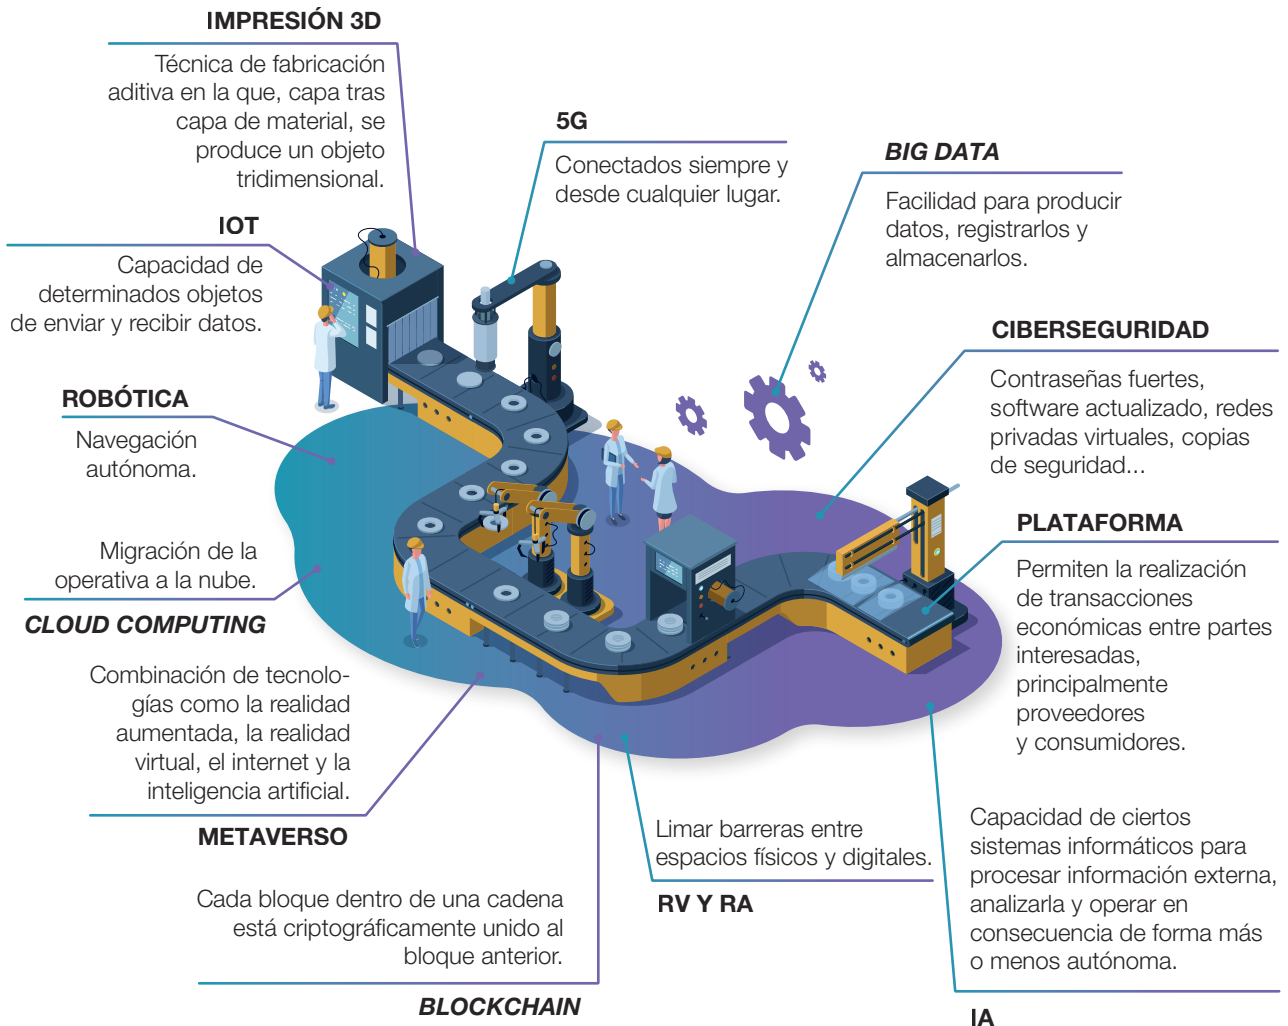 IMPRESIÓN 3D
Técnica de fabricación
aditiva en la que, capa tras
capa de material, se
produce un objeto
tridimensional.
5G
Conectados siempre y
desde cualquier lugar.
BIG DATA
Facilidad para producir
datos, registrarlos y
almacenarlos.
IOT
Capacidad de
determinados objetos
de enviar y recibir datos.
CIBERSEGURIDAD
Contraseñas fuertes,
software actualizado, redes
privadas virtuales, copias
de seguridad...
ROBÓTICA
Navegación
autónoma.
PLATAFORMA
Permiten la realización
de transacciones
económicas entre partes
interesadas,
principalmente
proveedores
y consumidores.
Migración de la
operativa a la nube.
CLOUD COMPUTING
Combinación de tecnolo-
gías como la realidad
aumentada, la realidad
virtual, el internet y la
inteligencia artificial.
METAVERSO
Limar barreras entre
espacios físicos y digitales.
RV Y RA
Capacidad de ciertos
sistemas informáticos para
procesar información externa,
analizarla y operar en
consecuencia de forma más
o menos autónoma.
IA
Cada bloque dentro de una cadena
está criptográficamente unido al
bloque anterior.
BLOCKCHAIN